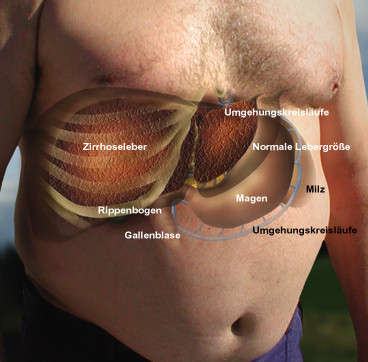 Umgehungskreisläufe
Zirrhoseleber
Normale Lebergröße
Milz
Magen
Rippenbogen
Umgehungskreisläufe
Gallenblase